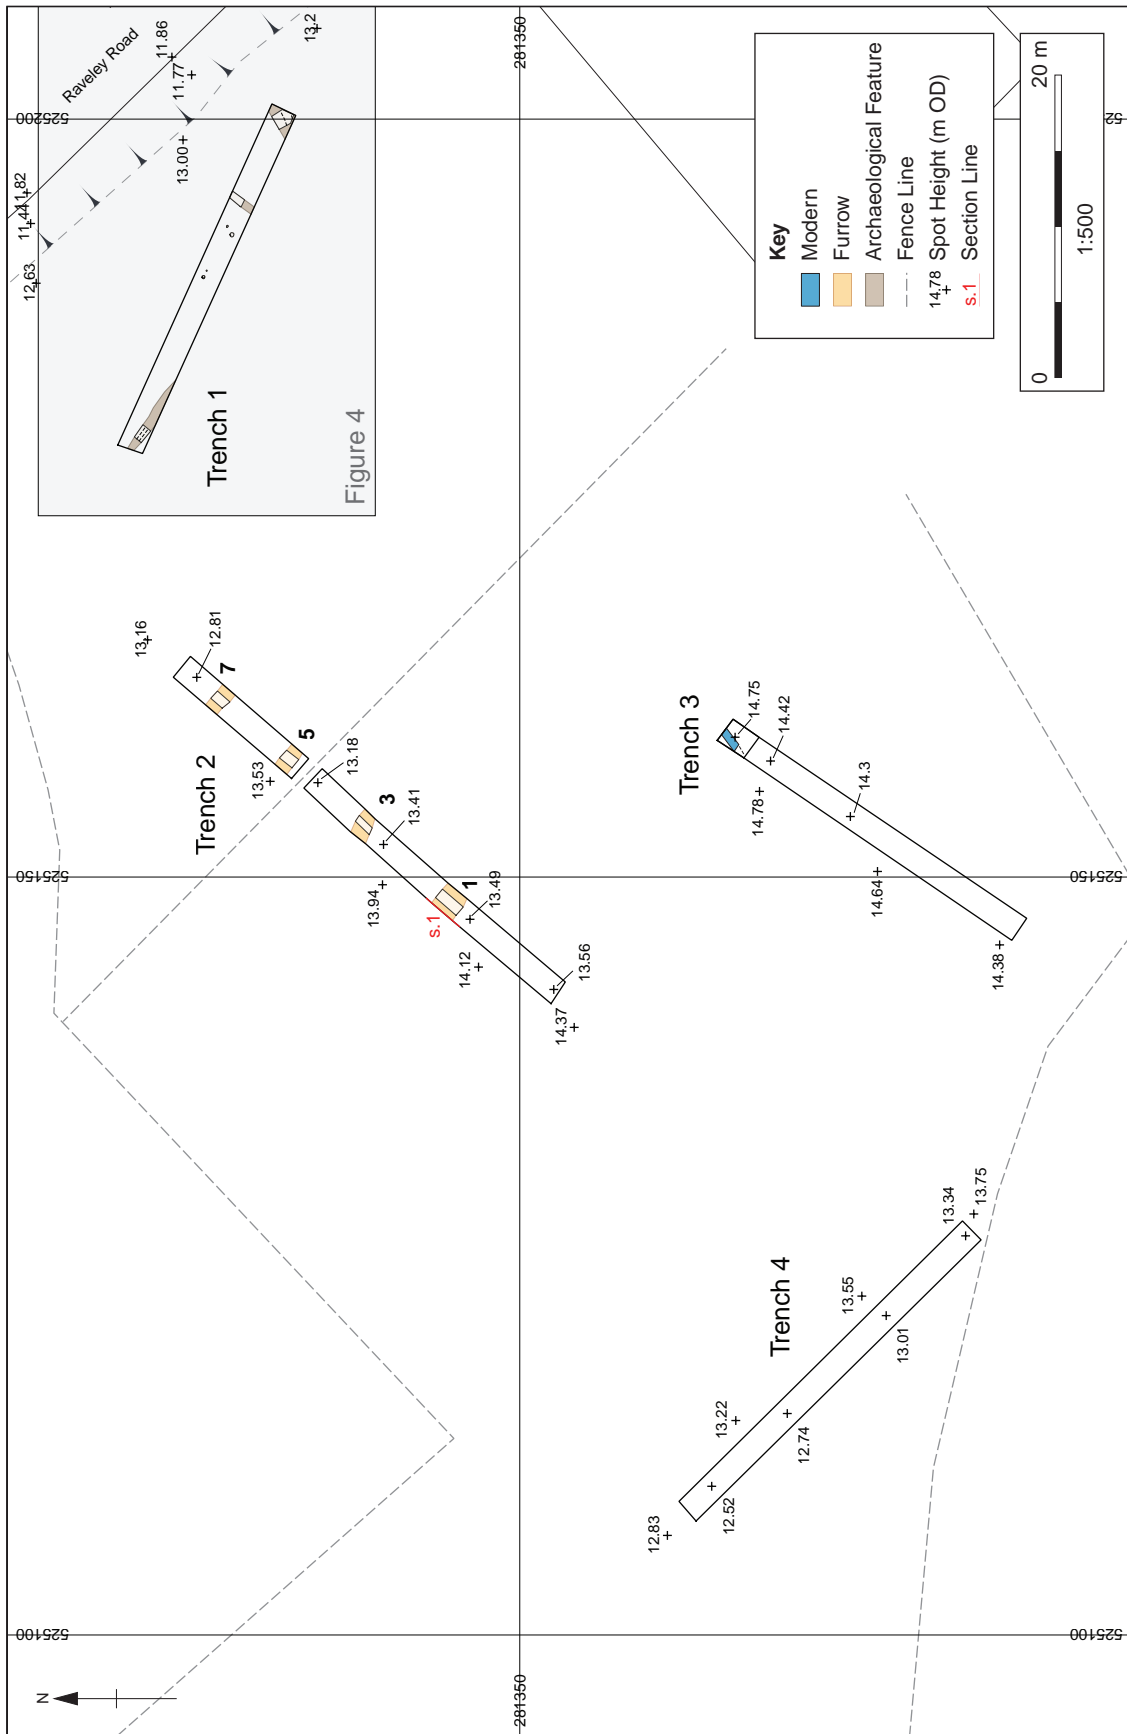 N
525100
525150
525200
52
281350
281350
Raveley Road
11.44
11.82
11.86
11.77
12.63
13.00
13.2
Trench 1
Figure 4
Trench 2
13.16
12.81
7
13.53
5
13.18
3
13.41
13.94
s.1
1
13.49
14.12
13.56
14.37
Trench 3
14.75
14.42
14.78
14.3
14.64
14.38
Trench 4
12.83
12.52
13.22
12.74
13.55
13.01
13.34
13.75
Key
Modern
Furrow
Archaeological Feature
Fence Line
14.78 Spot Height (m OD)
s.1 Section Line
0 20 m
1:500